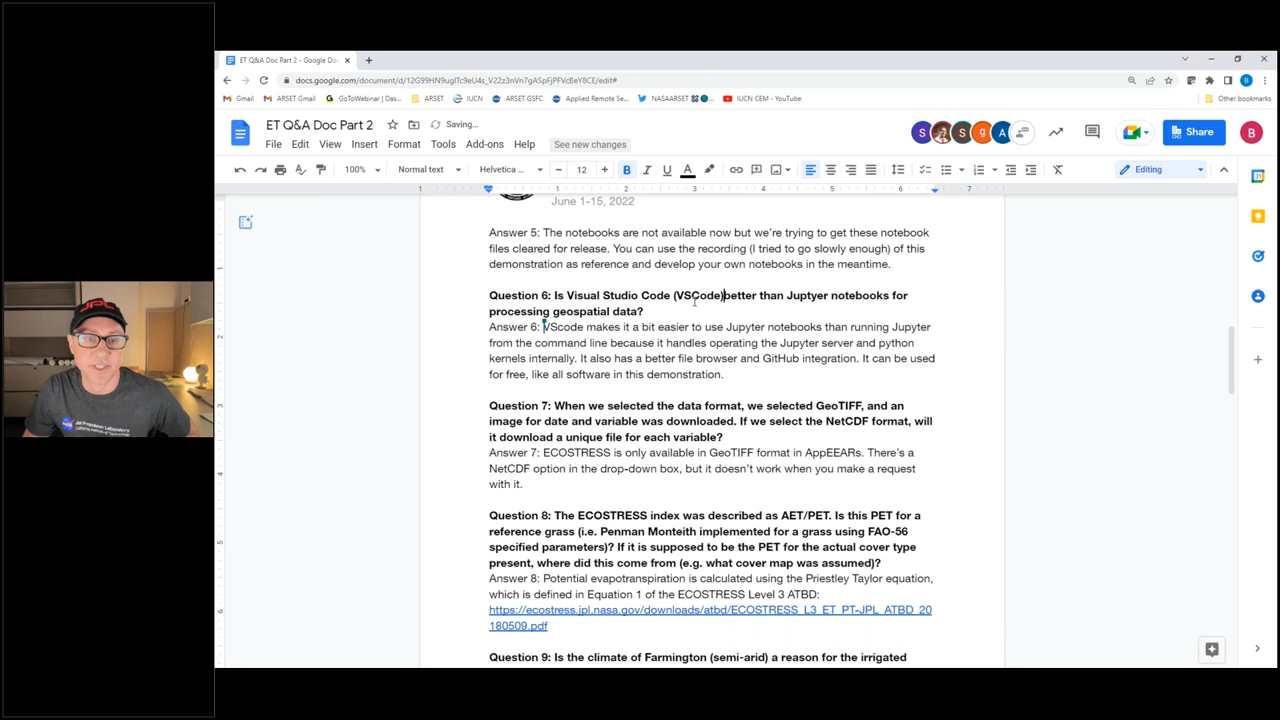 ET Q&A Doc Part 2 - Google Doc
docs.google.com/document/d/12G99HN9uglTc9eU4s_V22z3nVn7gASpFjPFVcBeY8CE/edit#
Gmail ARSET Gmail GoToWebinar | Das... ARSET IUCN ARSET GSFC Applied Remote Se... NASAARSET IUCN CEM - YouTube Other bookmarks
ET Q&A Doc Part 2 Saving...
File Edit View Insert Format Tools Add-ons Help See new changes
S S g A Share B
100% Normal text Helvetica ... 12 B I U A Editing
1 1 2 3 4 5 6 7
June 1-15, 2022
Answer 5: The notebooks are not available now but we're trying to get these notebook
files cleared for release. You can use the recording (I tried to go slowly enough) of this
demonstration as reference and develop your own notebooks in the meantime.
Question 6: Is Visual Studio Code (VSCode)better than Juptyer notebooks for
processing geospatial data?
Answer 6: VScode makes it a bit easier to use Jupyter notebooks than running Jupyter
from the command line because it handles operating the Jupyter server and python
kernels internally. It also has a better file browser and GitHub integration. It can be used
for free, like all software in this demonstration.
Question 7: When we selected the data format, we selected GeoTIFF, and an
image for date and variable was downloaded. If we select the NetCDF format, will
it download a unique file for each variable?
Answer 7: ECOSTRESS is only available in GeoTIFF format in AppEEARs. There's a
NetCDF option in the drop-down box, but it doesn't work when you make a request
with it.
Question 8: The ECOSTRESS index was described as AET/PET. Is this PET for a
reference grass (i.e. Penman Monteith implemented for a grass using FAO-56
specified parameters)? If it is supposed to be the PET for the actual cover type
present, where did this come from (e.g. what cover map was assumed)?
Answer 8: Potential evapotranspiration is calculated using the Priestley Taylor equation,
which is defined in Equation 1 of the ECOSTRESS Level 3 ATBD:
https://ecostress.jpl.nasa.gov/downloads/atbd/ECOSTRESS_L3_ET_PT-JPL_ATBD_20
180509.pdf
Question 9: Is the climate of Farmington (semi-arid) a reason for the irrigated
JPL
Jet Propulsion Laboratory